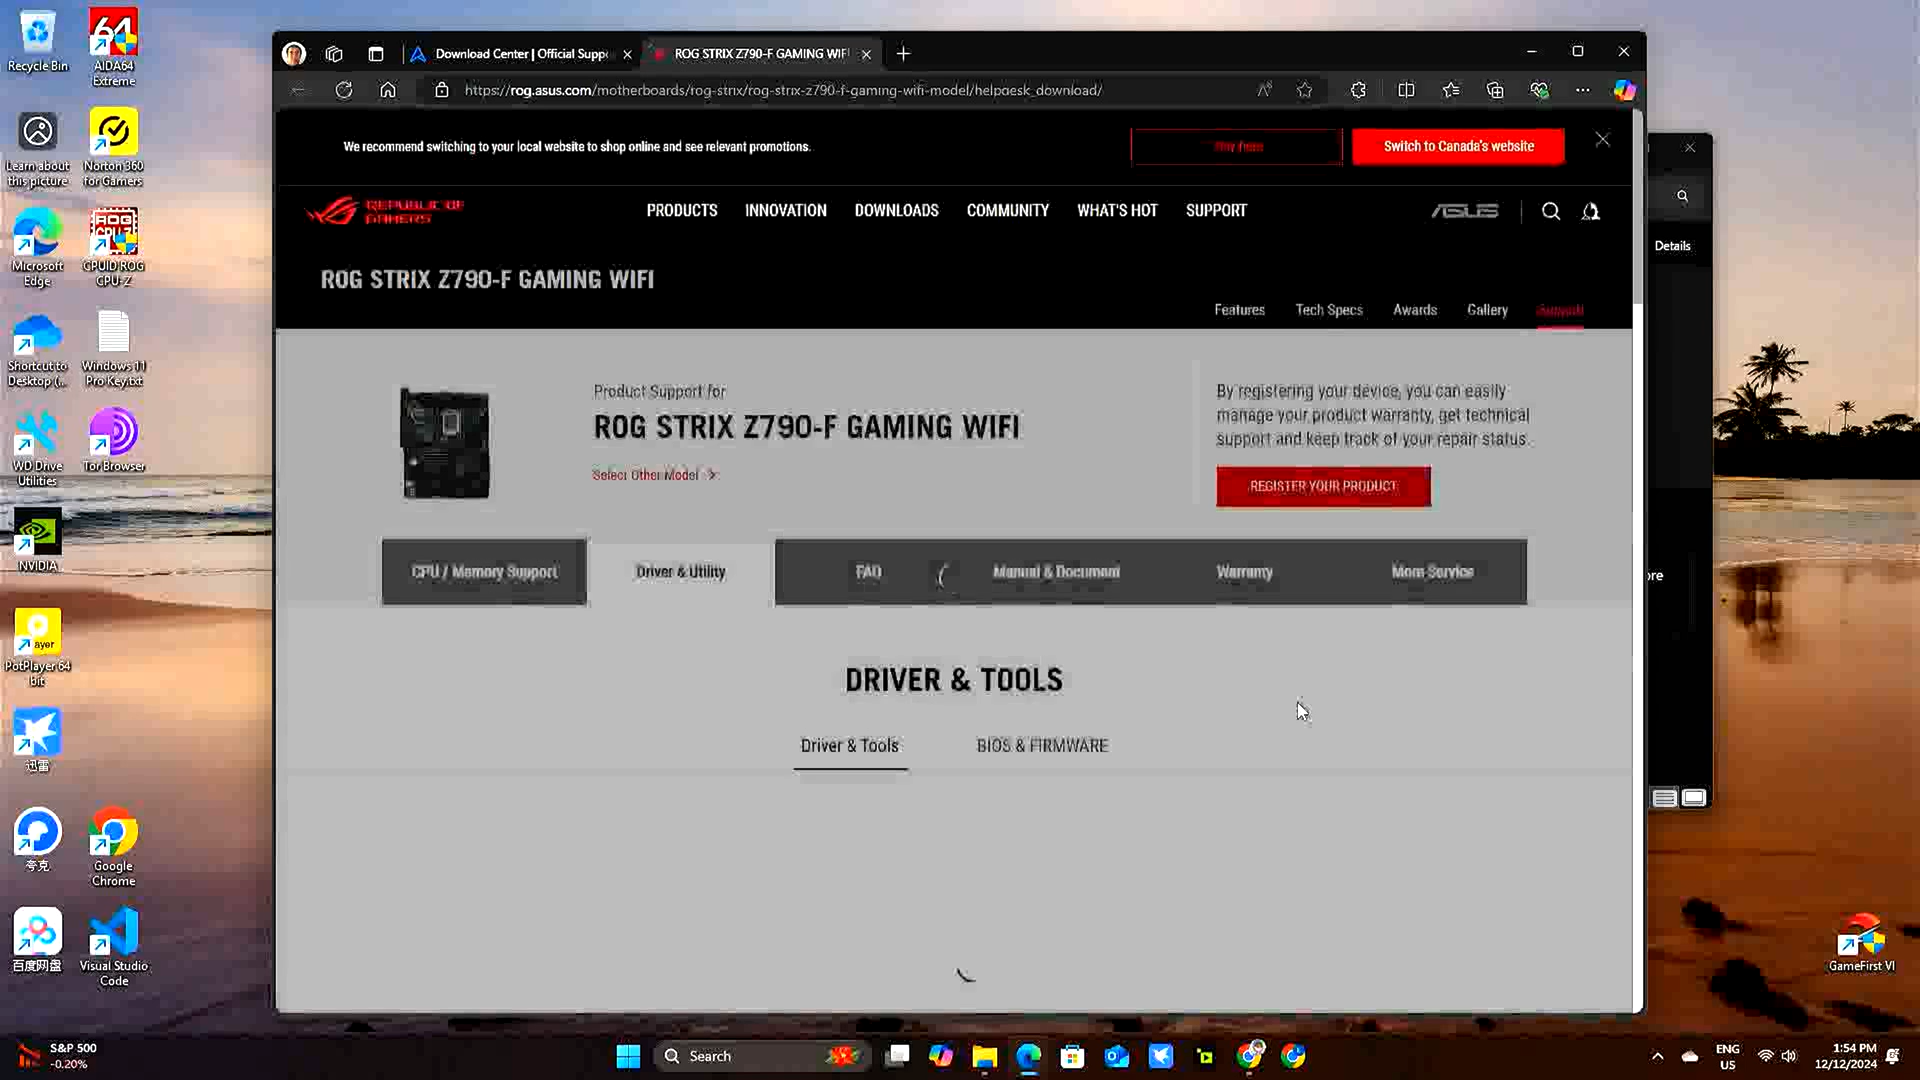 Recycle Bin
AIDA64
Extreme
Learn about
this picture
Norton 360
for Gamers
Microsoft
Edge
CPUID ROG
CPU-Z
Shortcut to
Desktop (...
Windows 11
Pro Key.txt
WD Drive
Utilities
Tor Browser
NVIDIA
PotPlayer 64
Bit
迅雷
夸克
Google
Chrome
百度网盘
Visual Studio
Code
Download Center | Official Suppo
ROG STRIX Z790-F GAMING WIFI
https://rog.asus.com/motherboards/rog-strix/rog-strix-z790-f-gaming-wifi-model/helpdesk_download/
We recommend switching to your local website to shop online and see relevant promotions.
Stay here
Switch to Canada's website
REPUBLIC OF
GAMERS
PRODUCTS INNOVATION DOWNLOADS COMMUNITY WHAT'S HOT SUPPORT
ASUS
ROG STRIX Z790-F GAMING WIFI
Features Tech Specs Awards Gallery Support
Product Support for
ROG STRIX Z790-F GAMING WIFI
Select Other Model >
By registering your device, you can easily
manage your product warranty, get technical
support and keep track of your repair status.
REGISTER YOUR PRODUCT
CPU / Memory Support Driver & Utility FAQ Manual & Document Warranty More Service
DRIVER & TOOLS
Driver & Tools BIOS & FIRMWARE
Details
ore
GameFirst VI
S&P 500
-0.20%
Search
ENG
US
1:54 PM
12/12/2024